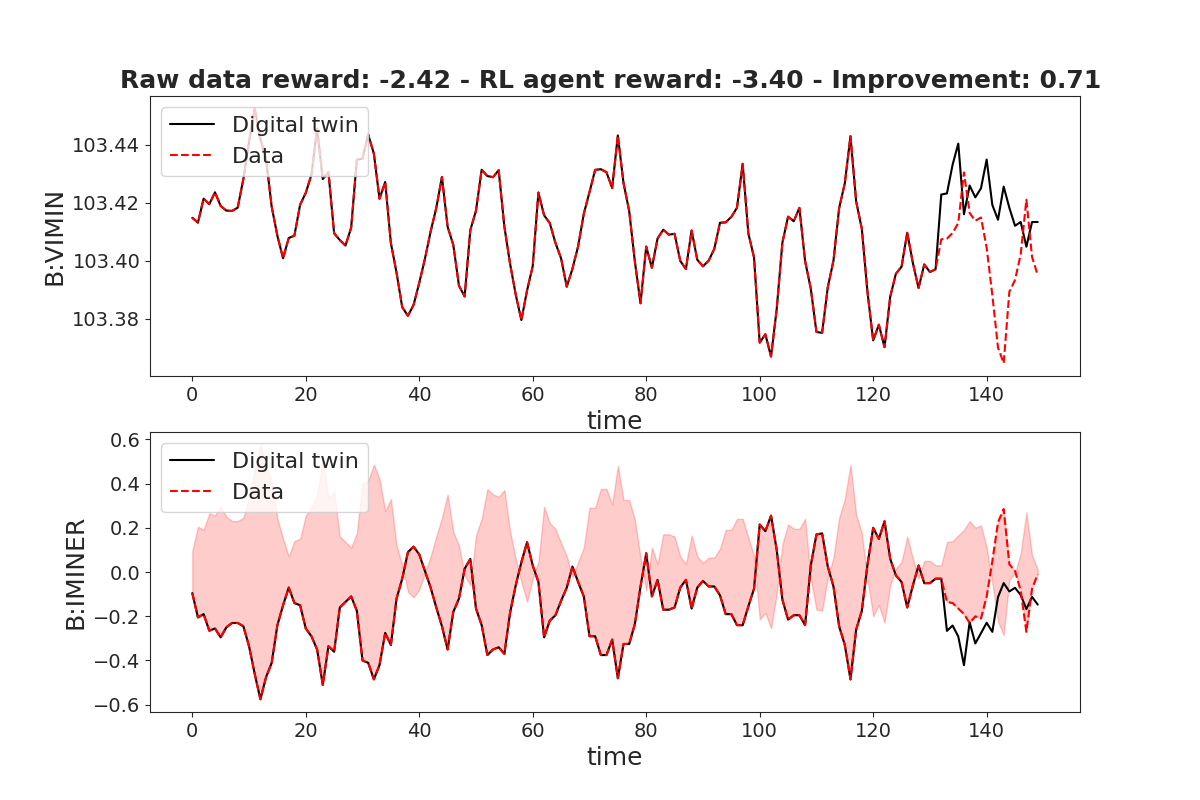 Raw data reward: -2.42 - RL agent reward: -3.40 - Improvement: 0.71
Digital twin
Data
B:VIMIN
103.44
103.42
103.40
103.38
0 20 40 60 80 100 120 140
time
Digital twin
Data
B:IMINER
0.6
0.4
0.2
0.0
−0.2
−0.4
−0.6
0 20 40 60 80 100 120 140
time